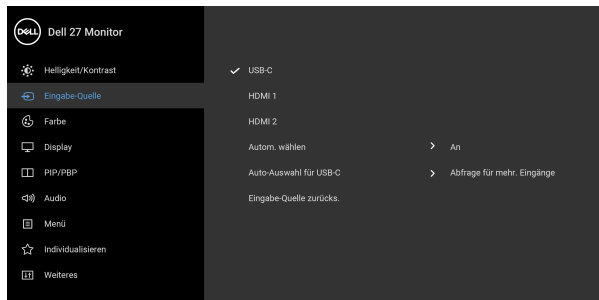 DELL Dell 27 Monitor
Helligkeit/Kontrast
Eingabe-Quelle
Farbe
Display
PIP/PBP
Audio
Menü
Individualisieren
Weiteres
USB-C
HDMI 1
HDMI 2
Autom. wählen An
Auto-Auswahl für USB-C Abfrage für mehr. Eingänge
Eingabe-Quelle zurücks.